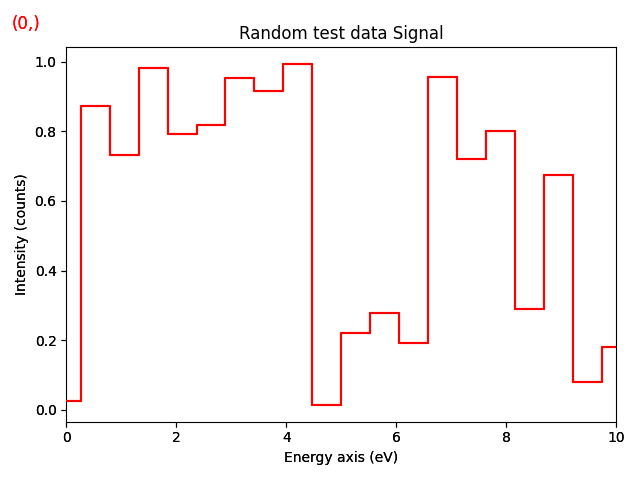 (0,)
Random test data Signal
1.0
0.8
0.6
0.4
0.2
0.0
Intensity (counts)
0 2 4 6 8 10
Energy axis (eV)